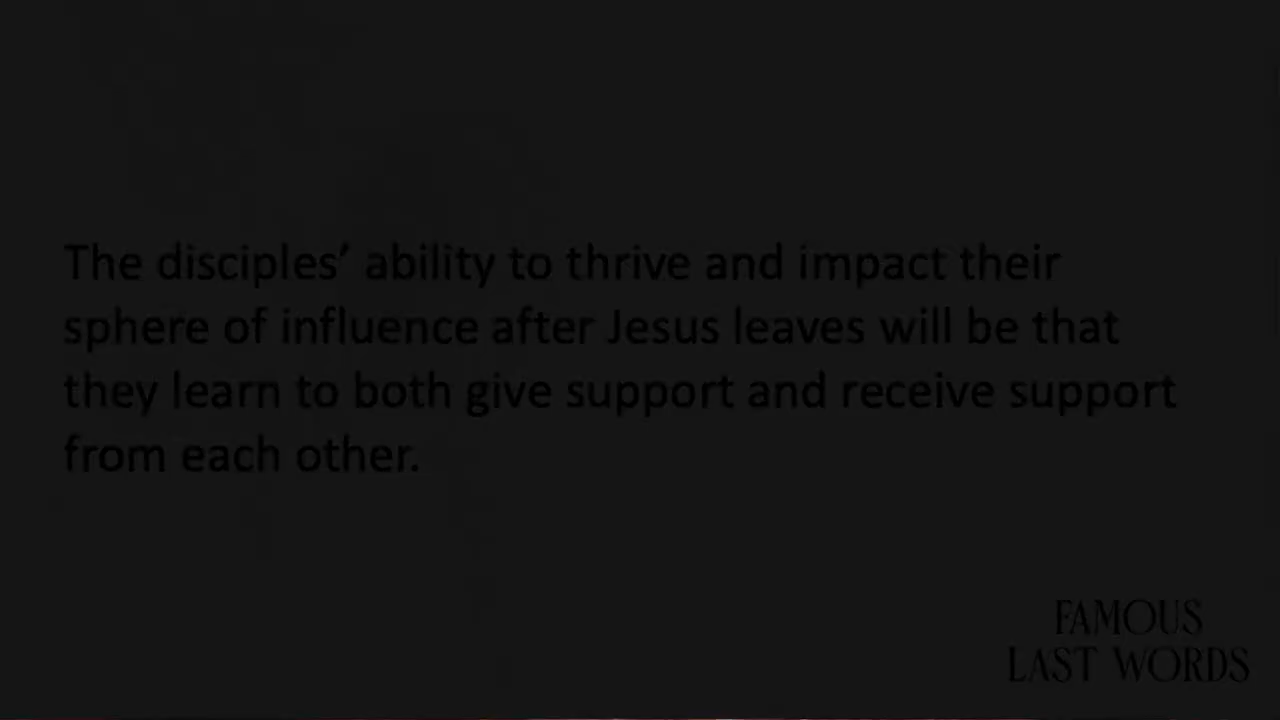 The disciples’ ability to thrive and impact their
sphere of influence after Jesus leaves will be that
they learn to both give support and receive support
from each other.
FAMOUS
LAST WORDS